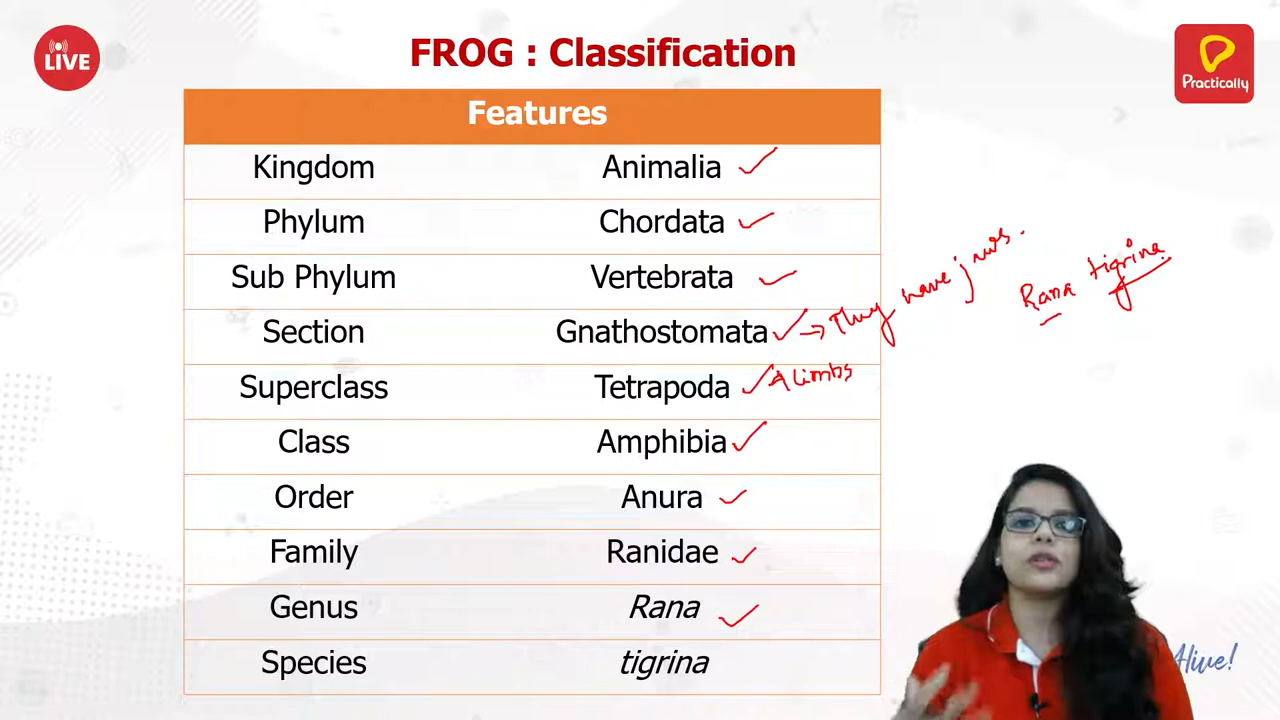 LIVE
FROG : Classification
Practically
Features
Kingdom Animalia
Phylum Chordata
Sub Phylum Vertebrata
Section Gnathostomata → They have jaws.
Rana tigrina
Superclass Tetrapoda 4 limbs
Class Amphibia
Order Anura
Family Ranidae
Genus Rana
Species tigrina
Alive!